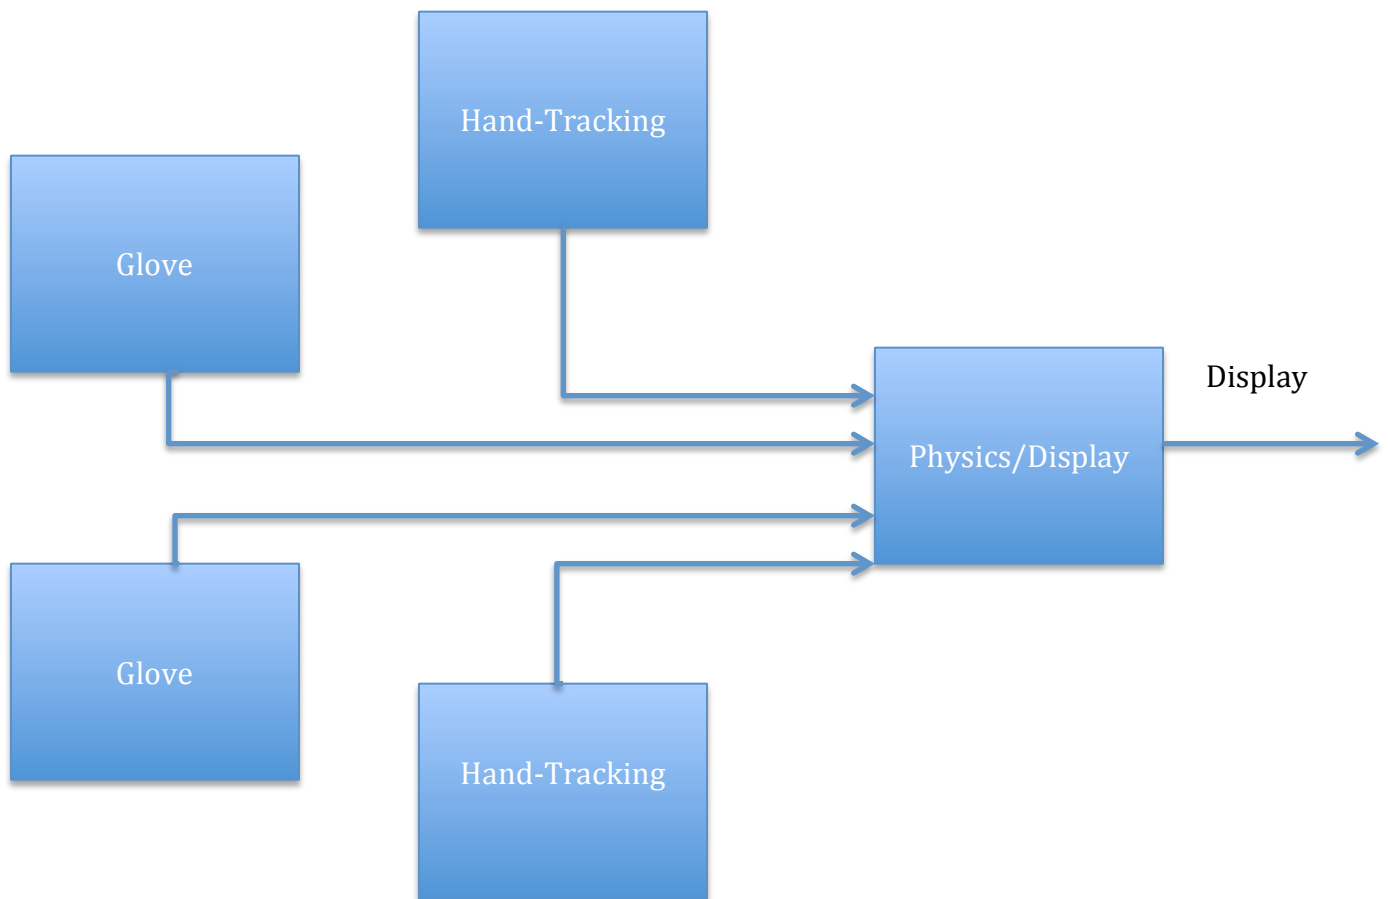 Hand-Tracking
Glove
Display
Physics/Display
Glove
Hand-Tracking